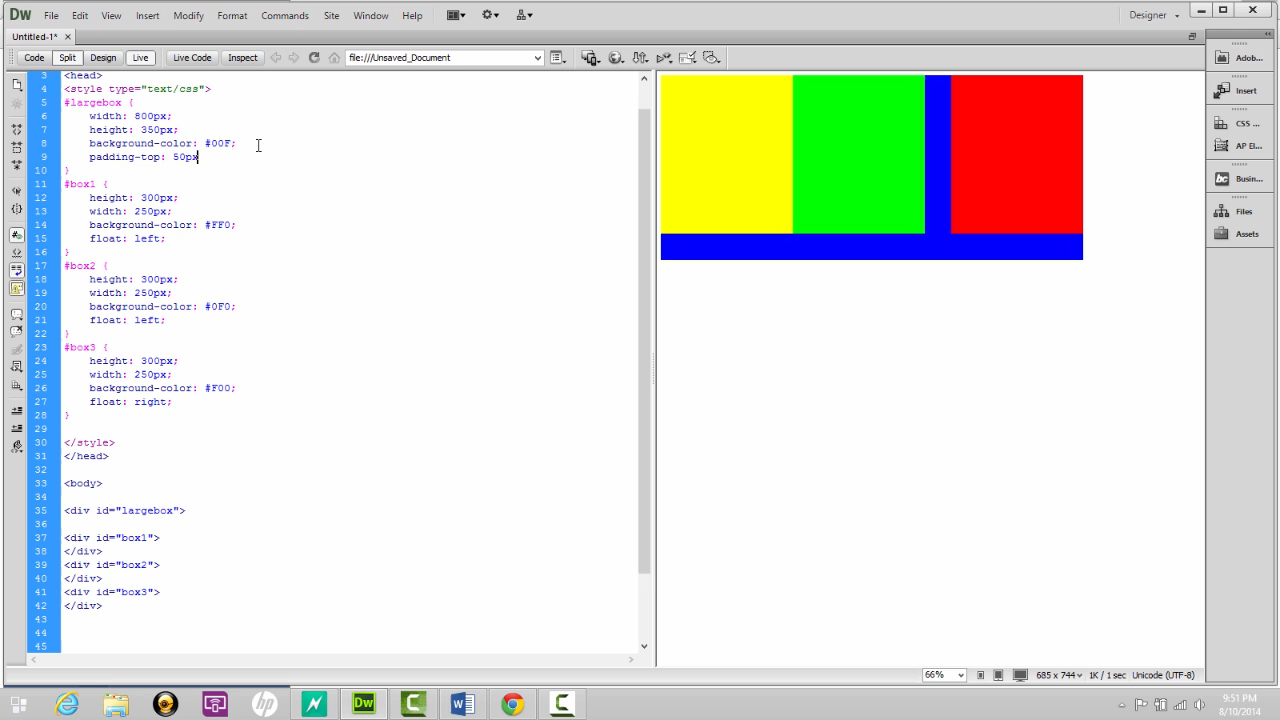 Dw File Edit View Insert Modify Format Commands Site Window Help Designer
Untitled-1* ×
Code Split Design Live Live Code Inspect file:///Unsaved_Document
3 <head>
4 <style type="text/css">
5 #largebox {
6 width: 800px;
7 height: 350px;
8 background-color: #00F;
9 padding-top: 50px
10 }
11 #box1 {
12 height: 300px;
13 width: 250px;
14 background-color: #FF0;
15 float: left;
16 }
17 #box2 {
18 height: 300px;
19 width: 250px;
20 background-color: #0F0;
21 float: left;
22 }
23 #box3 {
24 height: 300px;
25 width: 250px;
26 background-color: #F00;
27 float: right;
28 }
29
30 </style>
31 </head>
32
33 <body>
34
35 <div id="largebox">
36
37 <div id="box1">
38 </div>
39 <div id="box2">
40 </div>
41 <div id="box3">
42 </div>
43
44
45
Adob...
Insert
CSS ...
AP El...
bc Busin...
Files
Assets
66% 685 x 744 1K / 1 sec Unicode (UTF-8)
hp Dw C W C
9:51 PM
8/10/2014